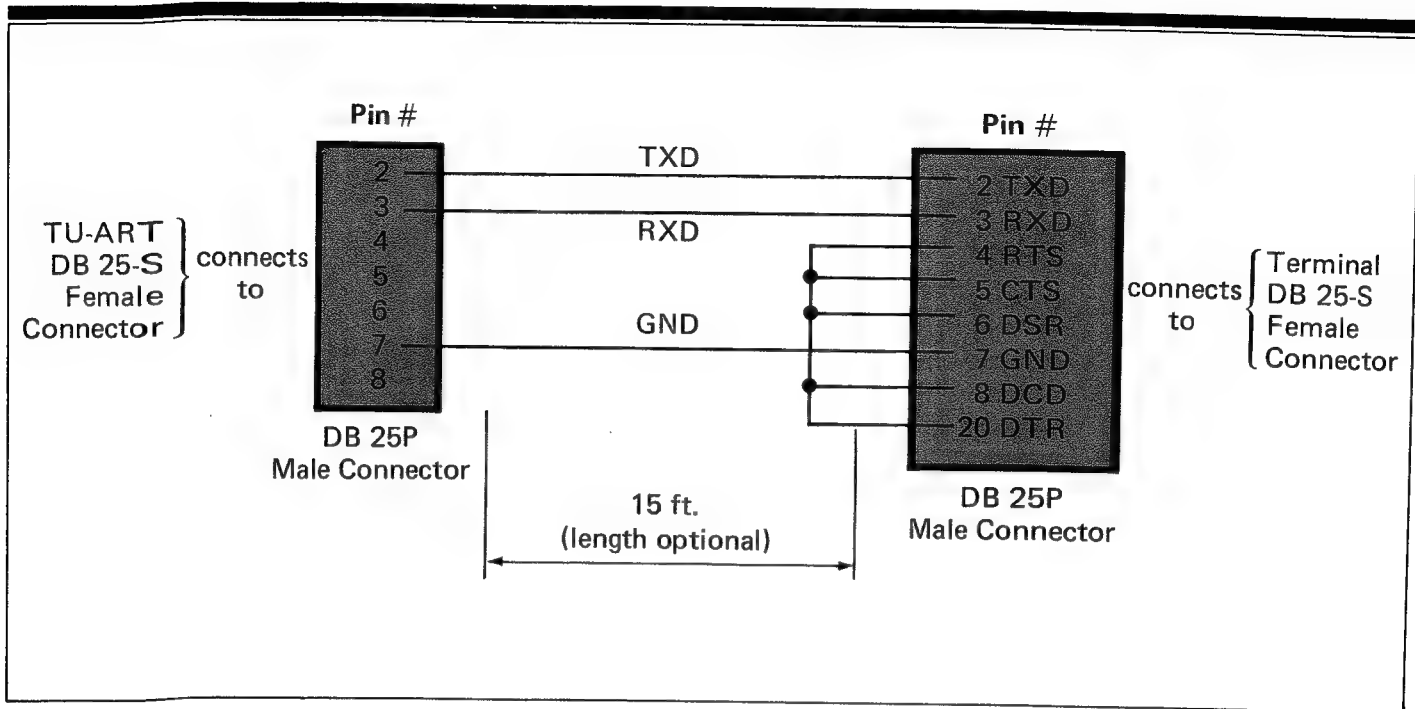 Pin #
2
3
4
5
6
7
8
DB 25P
Male Connector
TU-ART
DB 25-S
Female
Connector
connects
to
TXD
RXD
GND
15 ft.
(length optional)
Pin #
2 TXD
3 RXD
4 RTS
5 CTS
6 DSR
7 GND
8 DCD
20 DTR
DB 25P
Male Connector
connects
to
Terminal
DB 25-S
Female
Connector